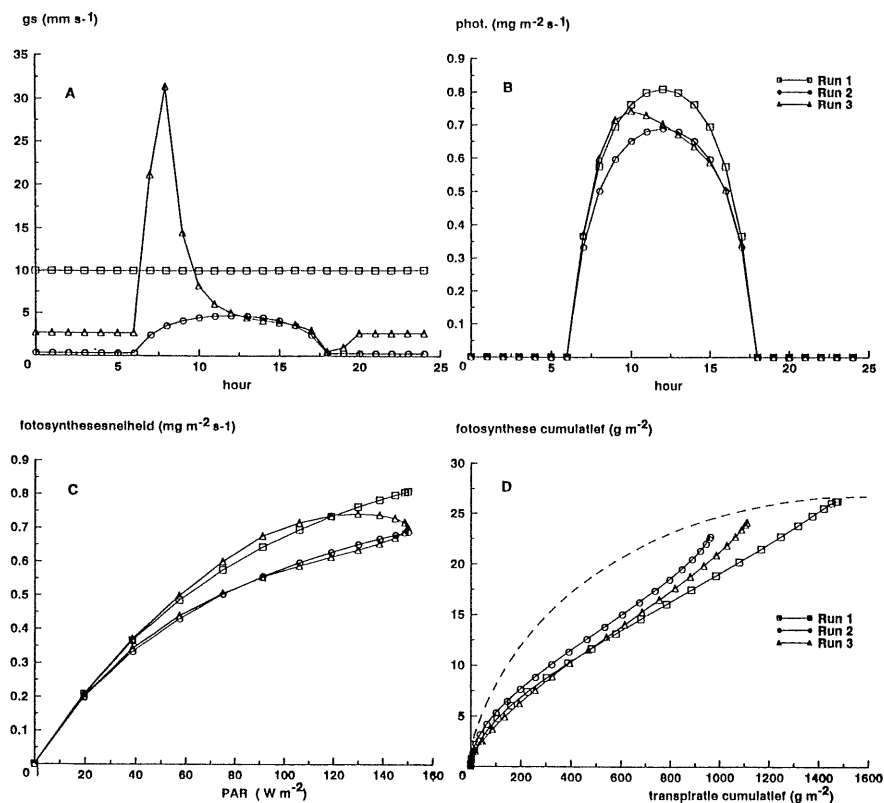 gs (mm s-1)
35
30
25
20
15
10
5
0
A
0 5 10 15 20 25
hour
phot. (mg m-2 s-1)
0.9
0.8
0.7
0.6
0.5
0.4
0.3
0.2
0.1
0
B
Run 1
Run 2
Run 3
0 5 10 15 20 25
hour
fotosynthesesnelheid (mg m-2 s-1)
0.9
0.8
0.7
0.6
0.5
0.4
0.3
0.2
0.1
0
C
20 40 60 80 100 120 140 160
PAR ( W m-2)
fotosynthese cumulatief (g m-2)
30
25
20
15
10
5
0
D
Run 1
Run 2
Run 3
0 200 400 600 800 1000 1200 1400 1600
transpiratie cumulatief (g m-2)